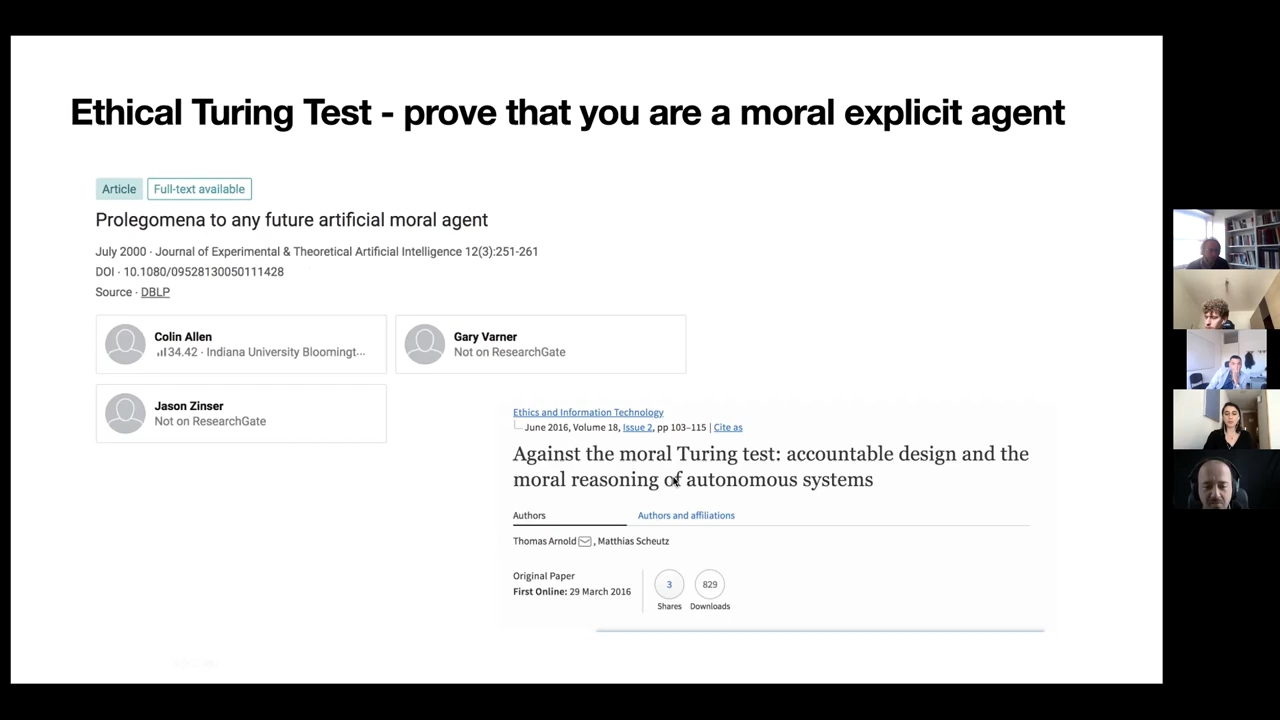 Ethical Turing Test - prove that you are a moral explicit agent
Article Full-text available
Prolegomena to any future artificial moral agent
July 2000 · Journal of Experimental & Theoretical Artificial Intelligence 12(3):251-261
DOI · 10.1080/09528130050111428
Source · DBLP
Colin Allen
34.42 · Indiana University Bloomingt...
Gary Varner
Not on ResearchGate
Jason Zinser
Not on ResearchGate
Ethics and Information Technology
June 2016, Volume 18, Issue 2, pp 103–115 | Cite as
Against the moral Turing test: accountable design and the
moral reasoning of autonomous systems
Authors Authors and affiliations
Thomas Arnold , Matthias Scheutz
Original Paper
First Online: 29 March 2016
3
Shares
829
Downloads